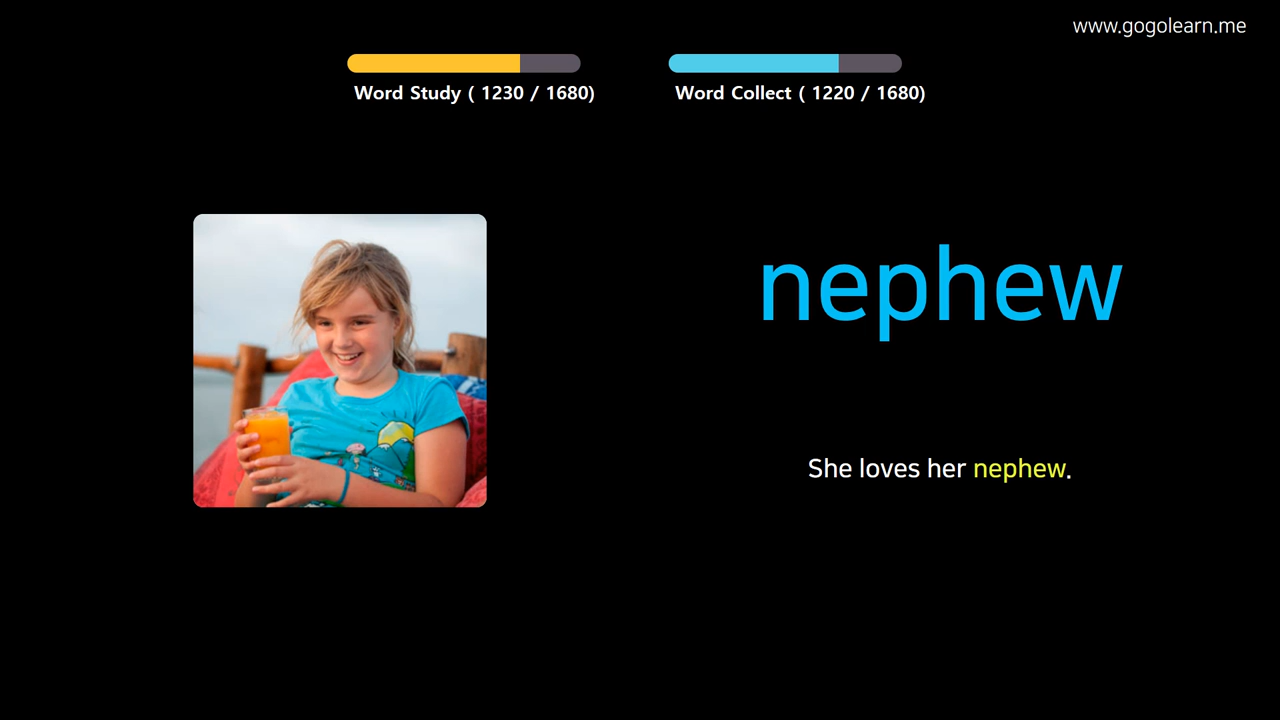 www.gogolearn.me
Word Study ( 1230 / 1680)
Word Collect ( 1220 / 1680)
nephew
She loves her nephew.